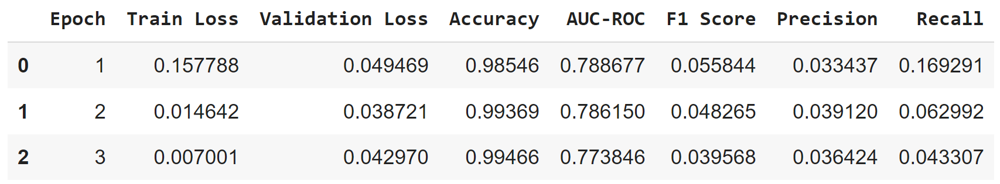 Epoch Train Loss Validation Loss Accuracy AUC-ROC F1 Score Precision Recall
0 1 0.157788 0.049469 0.98546 0.788677 0.055844 0.033437 0.169291
1 2 0.014642 0.038721 0.99369 0.786150 0.048265 0.039120 0.062992
2 3 0.007001 0.042970 0.99466 0.773846 0.039568 0.036424 0.043307